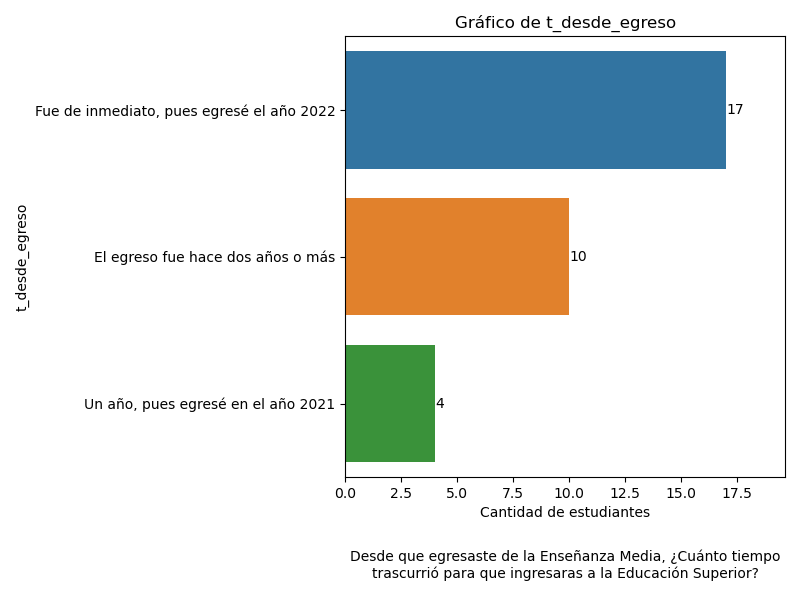 Gráfico de t_desde_egreso
t_desde_egreso
Fue de inmediato, pues egresé el año 2022
17
El egreso fue hace dos años o más
10
Un año, pues egresé en el año 2021
4
0.0 2.5 5.0 7.5 10.0 12.5 15.0 17.5
Cantidad de estudiantes
Desde que egresaste de la Enseñanza Media, ¿Cuánto tiempo
trascurrió para que ingresaras a la Educación Superior?